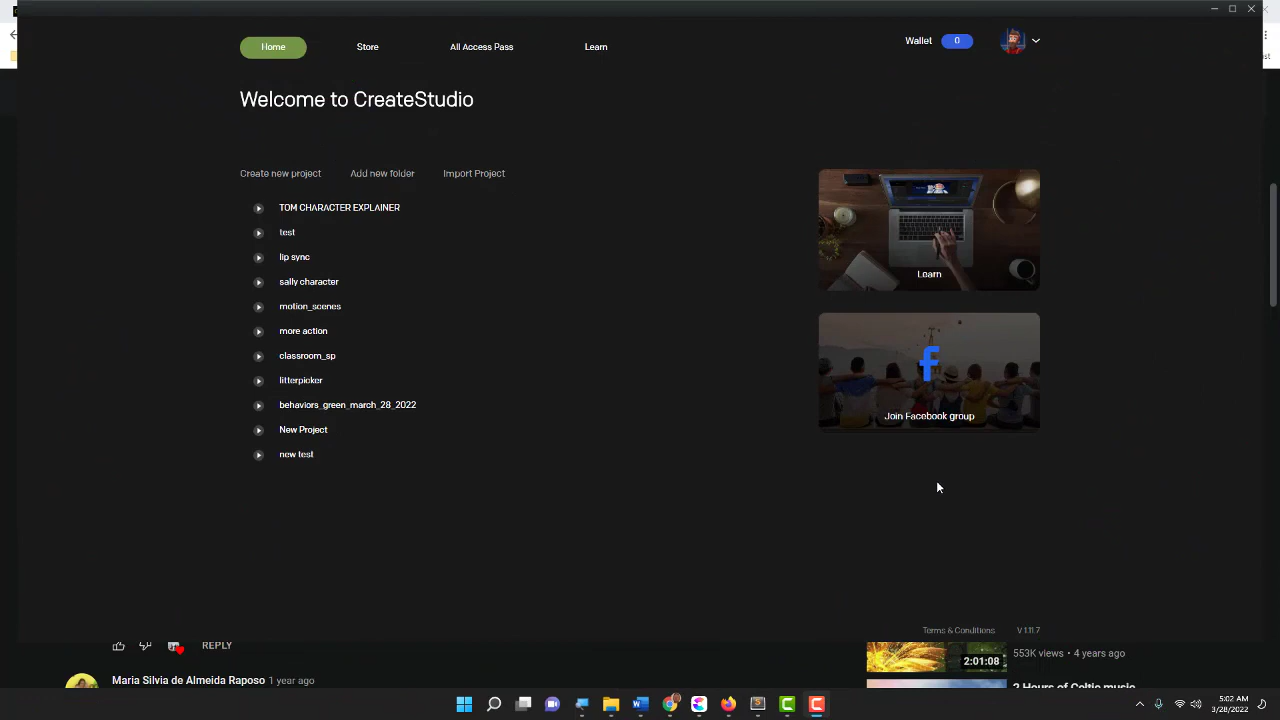 Home
Store
All Access Pass
Learn
Wallet
0
Welcome to CreateStudio
Create new project
Add new folder
Import Project
TOM CHARACTER EXPLAINER
test
lip sync
sally character
motion_scenes
more action
classroom_sp
litterpicker
behaviors_green_march_28_2022
New Project
new test
Learn
Join Facebook group
Terms & Conditions
V 1.11.7
REPLY
Maria Silvia de Almeida Raposo 1 year ago
2:01:08
553K views • 4 years ago
2 Hours of Celtic music
5:02 AM
3/28/2022